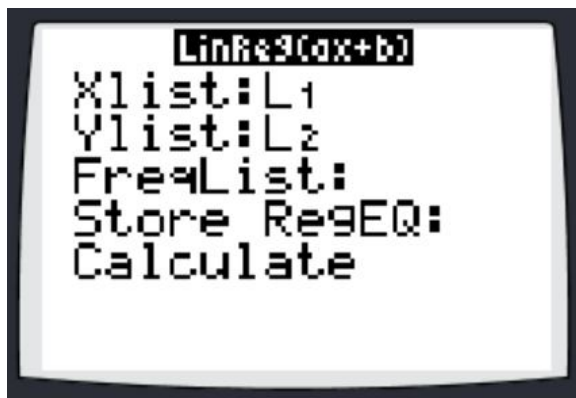 LinReg(ax+b)
Xlist:L₁
Ylist:L₂
FreqList:
Store RegEQ:
Calculate